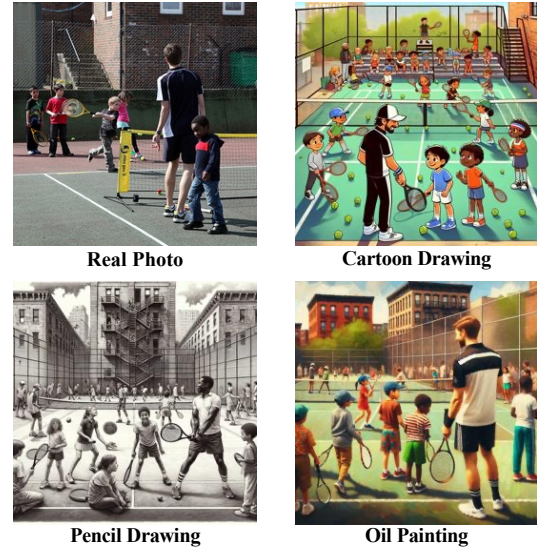 Real Photo
Cartoon Drawing
Pencil Drawing
Oil Painting